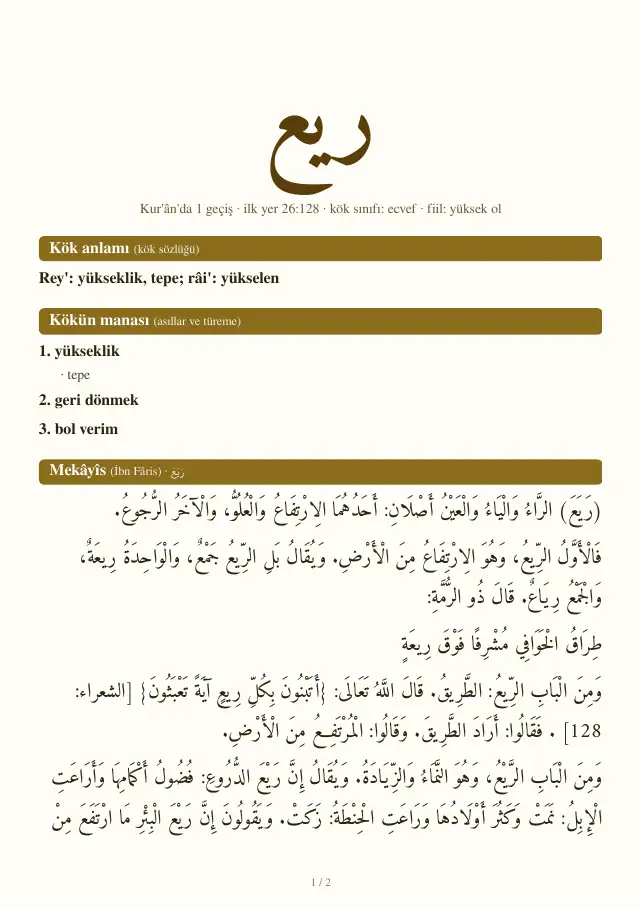 ريع
Kur'ân'da 1 geçiş · ilk yer 26:128 · kök sınıfı: ecvef · fiil: yüksek ol
Kök anlamı (kök sözlüğü)
Rey': yükseklik, tepe; râi': yükselen
Kökün manası (asıllar ve türeme)
1. yükseklik
· tepe
2. geri dönmek
3. bol verim
Mekâyîs (İbn Fâris) · رَيَعَ
(رَيَعَ) الرَّاءُ وَالْيَاءُ وَالْعَيْنُ أَصْلَانِ: أَحَدُهُمَا الِارْتِفَاعُ وَالْعُلُوُّ، وَالْآخَرُ الرُّجُوعُ.
فَالْأَوَّلُ الرِّيعُ، وَهُوَ الِارْتِفَاعُ مِنَ الْأَرْضِ. وَيُقَالُ بَلِ الرِّيعُ جَمْعٌ، وَالْوَاحِدَةُ رِيعَةٌ،
وَالْجَمْعُ رِيَاعٌ. قَالَ ذُو الرُّمَّةِ:
طِرَاقُ الْخَوَافِي مُشْرِفًا فَوْقَ رِيعَةٍ
وَمِنَ الْبَابِ الرِّيعُ: الطَّرِيقُ. قَالَ اللَّهُ تَعَالَى: {أَتَبْنُونَ بِكُلِّ رِيعٍ آيَةً تَعْبَثُونَ} [الشعراء:
128] . فَقَالُوا: أَرَادَ الطَّرِيقَ. وَقَالُوا: الْمُرْتَفِعُ مِنَ الْأَرْضِ.
وَمِنَ الْبَابِ الرَّيْعُ، وَهُوَ النَّمَاءُ وَالزِّيَادَةُ. وَيُقَالُ إِنَّ رَيْعَ الدُّرُوعِ: فُضُولُ أَكْمَامِهَا وَأَرَاعَتِ
الْإِبِلُ: نَمَتْ وَكَثُرَ أَوْلَادُهَا وَرَاعَتِ الْحِنْطَةُ: زَكَتْ. وَيَقُولُونَ إِنَّ رَيْعَ الْبِئْرِ مَا ارْتَفَعَ مِنْ
1 / 2